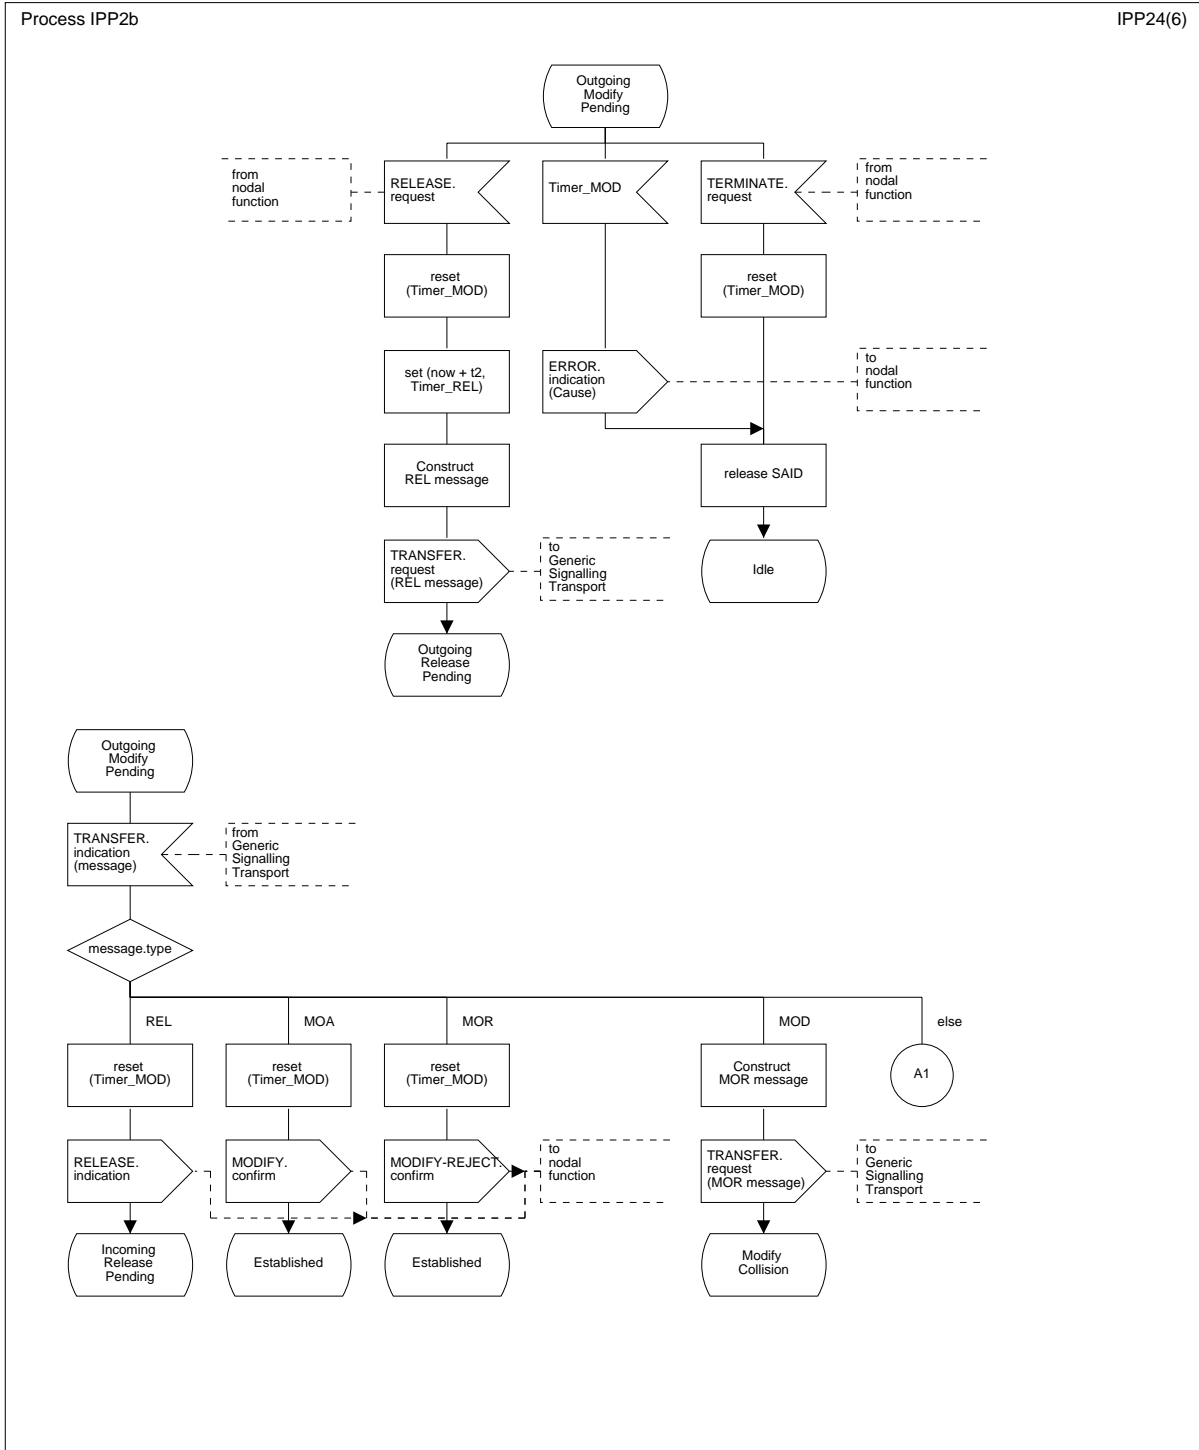 Process IPP2b
IPP24(6)
Outgoing
Modify
Pending
from
nodal
function
RELEASE.
request
Timer_MOD
TERMINATE.
request
from
nodal
function
reset
(Timer_MOD)
reset
(Timer_MOD)
set (now + t2,
Timer_REL)
ERROR.
indication
(Cause)
to
nodal
function
Construct
REL message
release SAID
TRANSFER.
request
(REL message)
to
Generic
Signalling
Transport
Idle
Outgoing
Release
Pending
Outgoing
Modify
Pending
TRANSFER.
indication
(message)
from
Generic
Signalling
Transport
message.type
REL
MOA
MOR
MOD
else
reset
(Timer_MOD)
reset
(Timer_MOD)
reset
(Timer_MOD)
Construct
MOR message
A1
RELEASE.
indication
MODIFY.
confirm
MODIFY-REJECT.
confirm
to
nodal
function
TRANSFER.
request
(MOR message)
to
Generic
Signalling
Transport
Incoming
Release
Pending
Established
Established
Modify
Collision